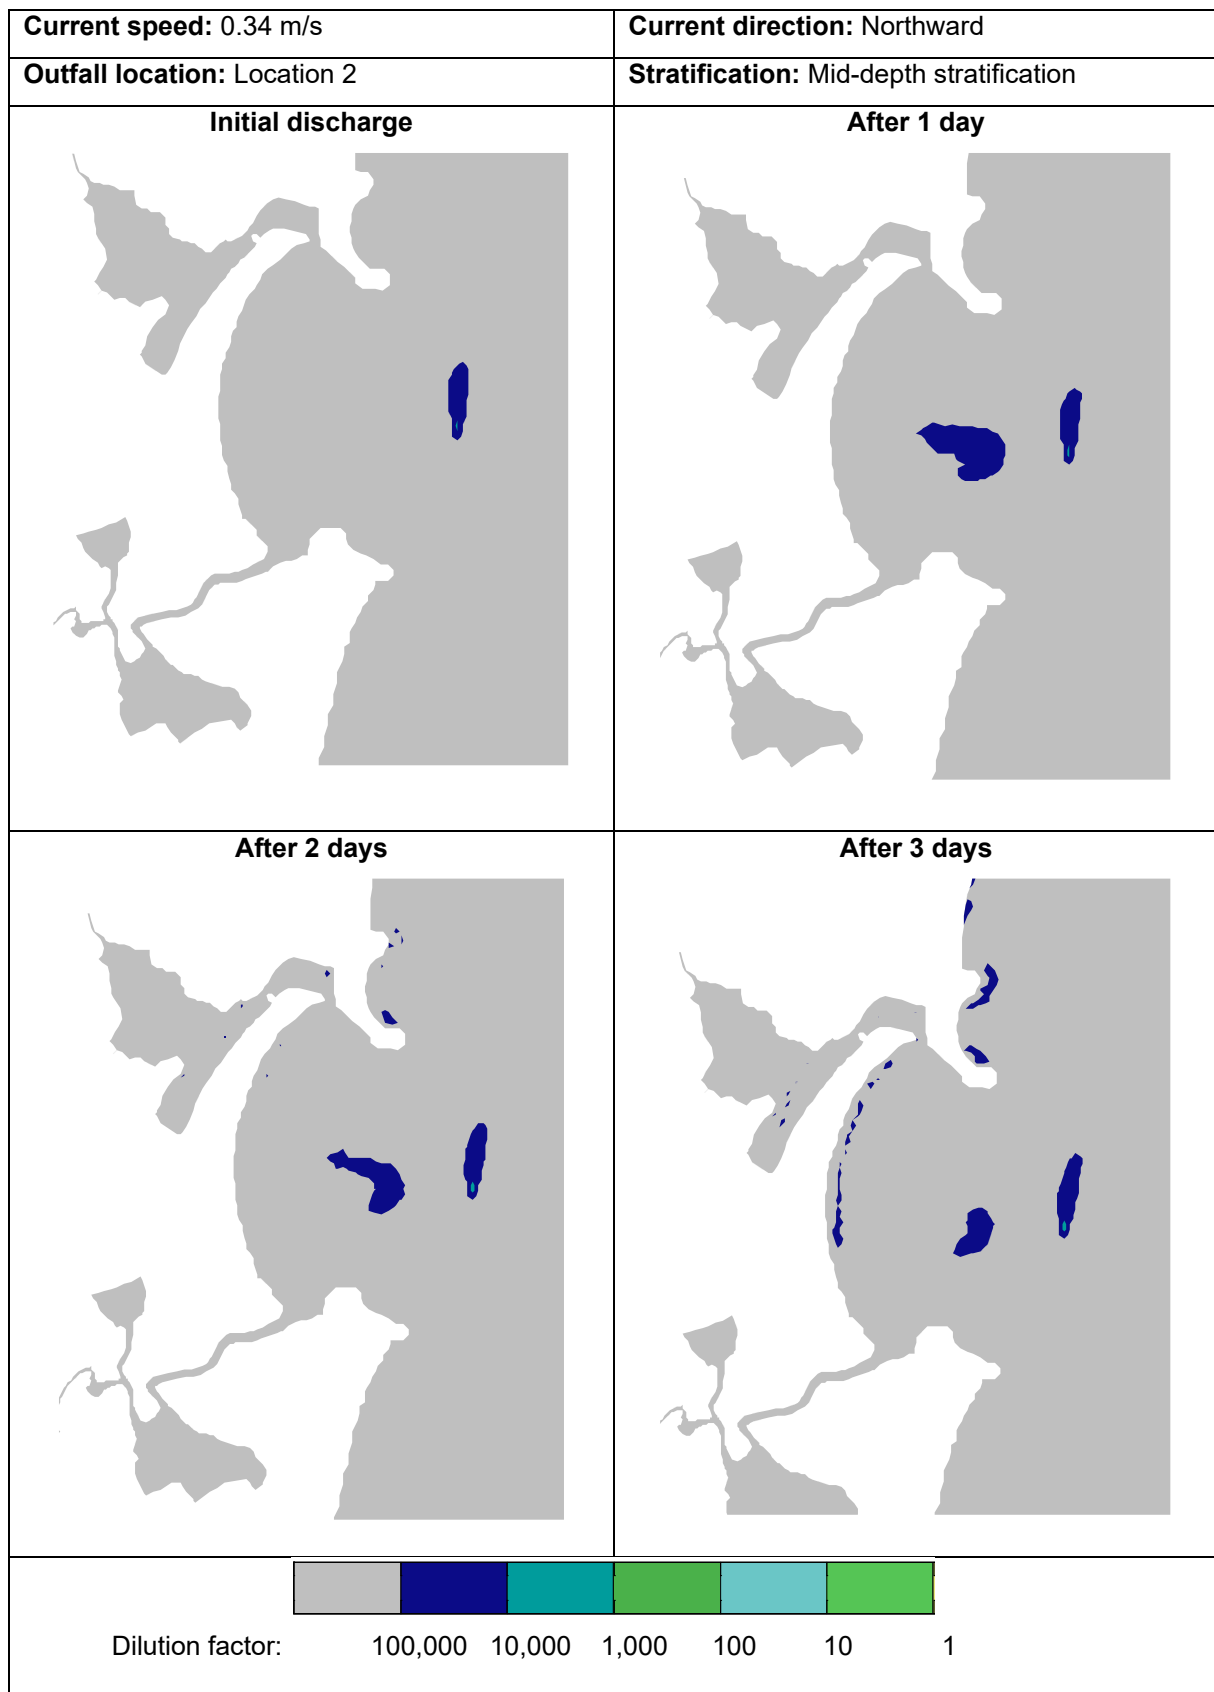 Current speed: 0.34 m/s
Current direction: Northward
Outfall location: Location 2
Stratification: Mid-depth stratification
Initial discharge
After 1 day
After 2 days
After 3 days
Dilution factor: 100,000 10,000 1,000 100 10 1